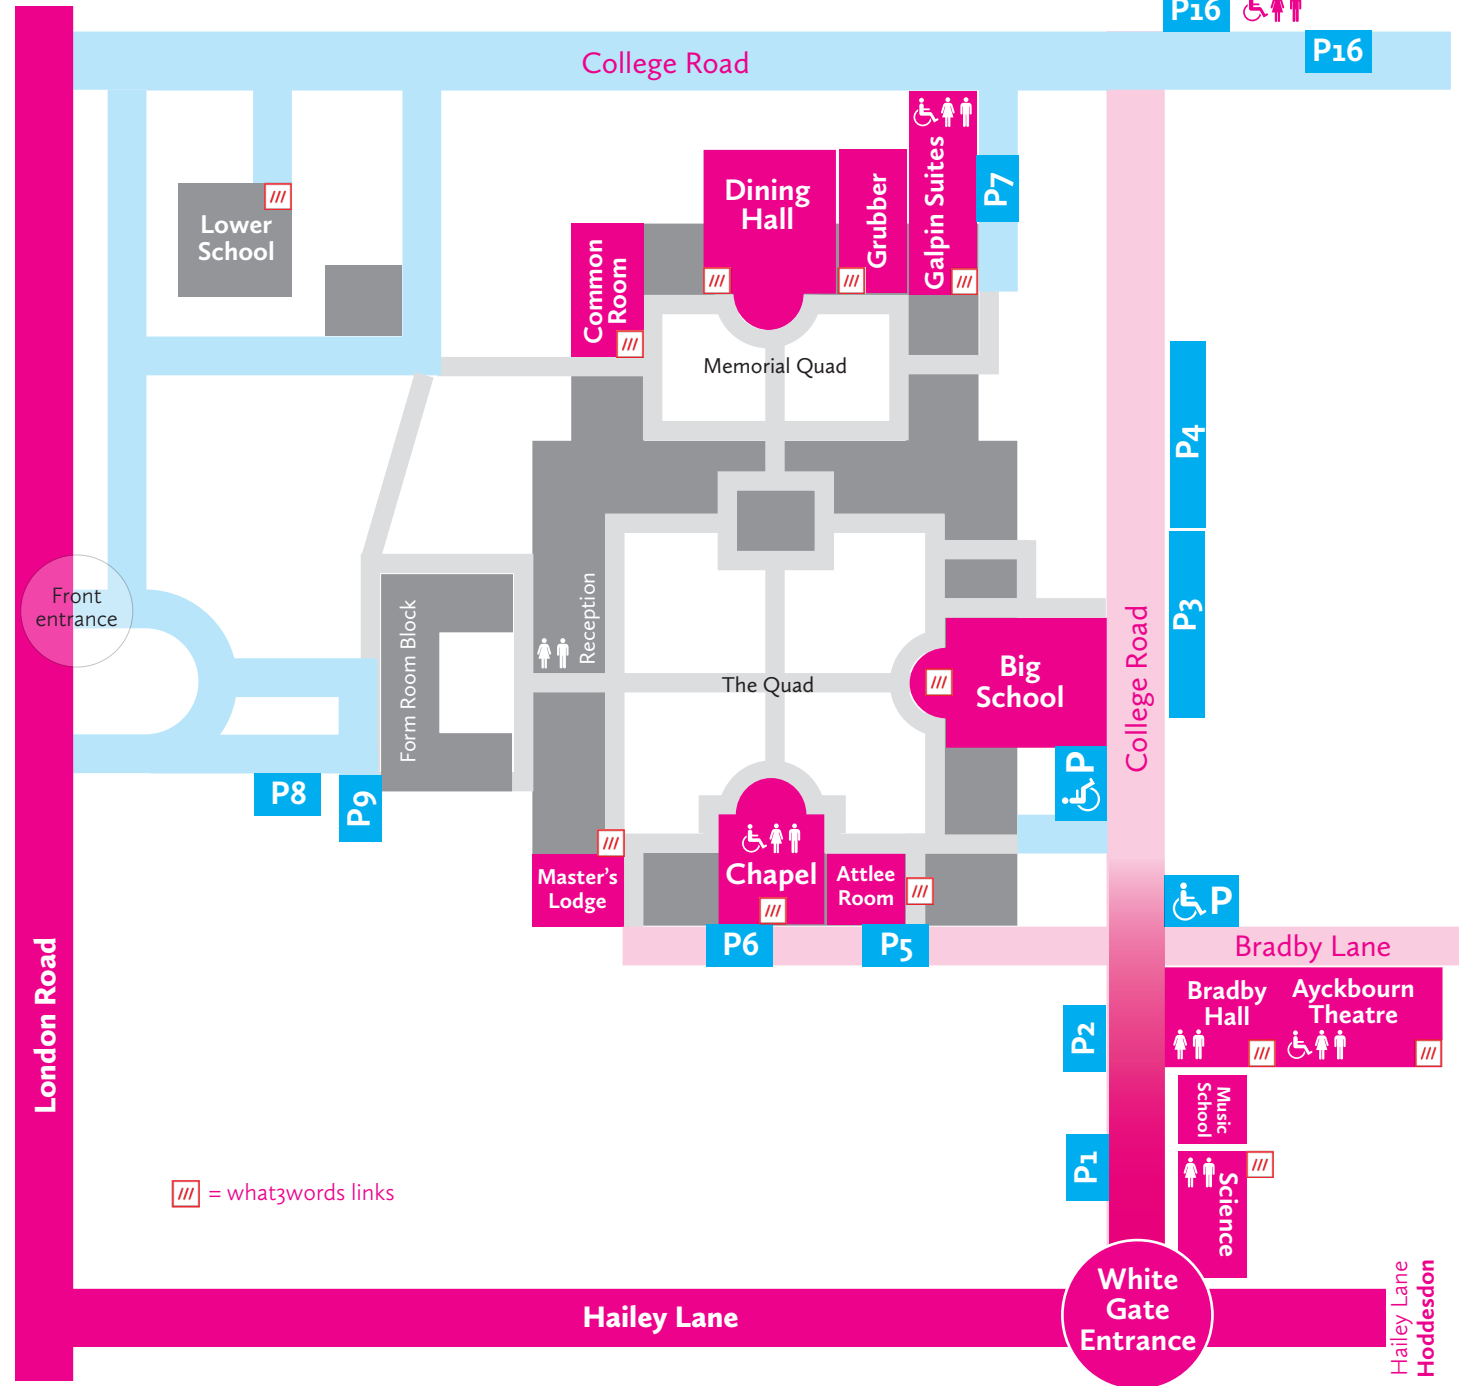 P16
P16
College Road
Lower
School
Common
Room
Dining
Hall
Grubber
Galpin Suites
P7
Memorial Quad
P4
P3
Front
entrance
Form Room Block
Reception
The Quad
Big
School
College Road
P
P8
P9
Master's
Lodge
Chapel
Attlee
Room
P
P6
P5
Bradby Lane
London Road
Bradby
Hall
Ayckbourn
Theatre
P2
Music
School
P1
Science
/// = what3words links
White
Gate
Entrance
Hailey Lane
Hailey Lane
Hoddesdon